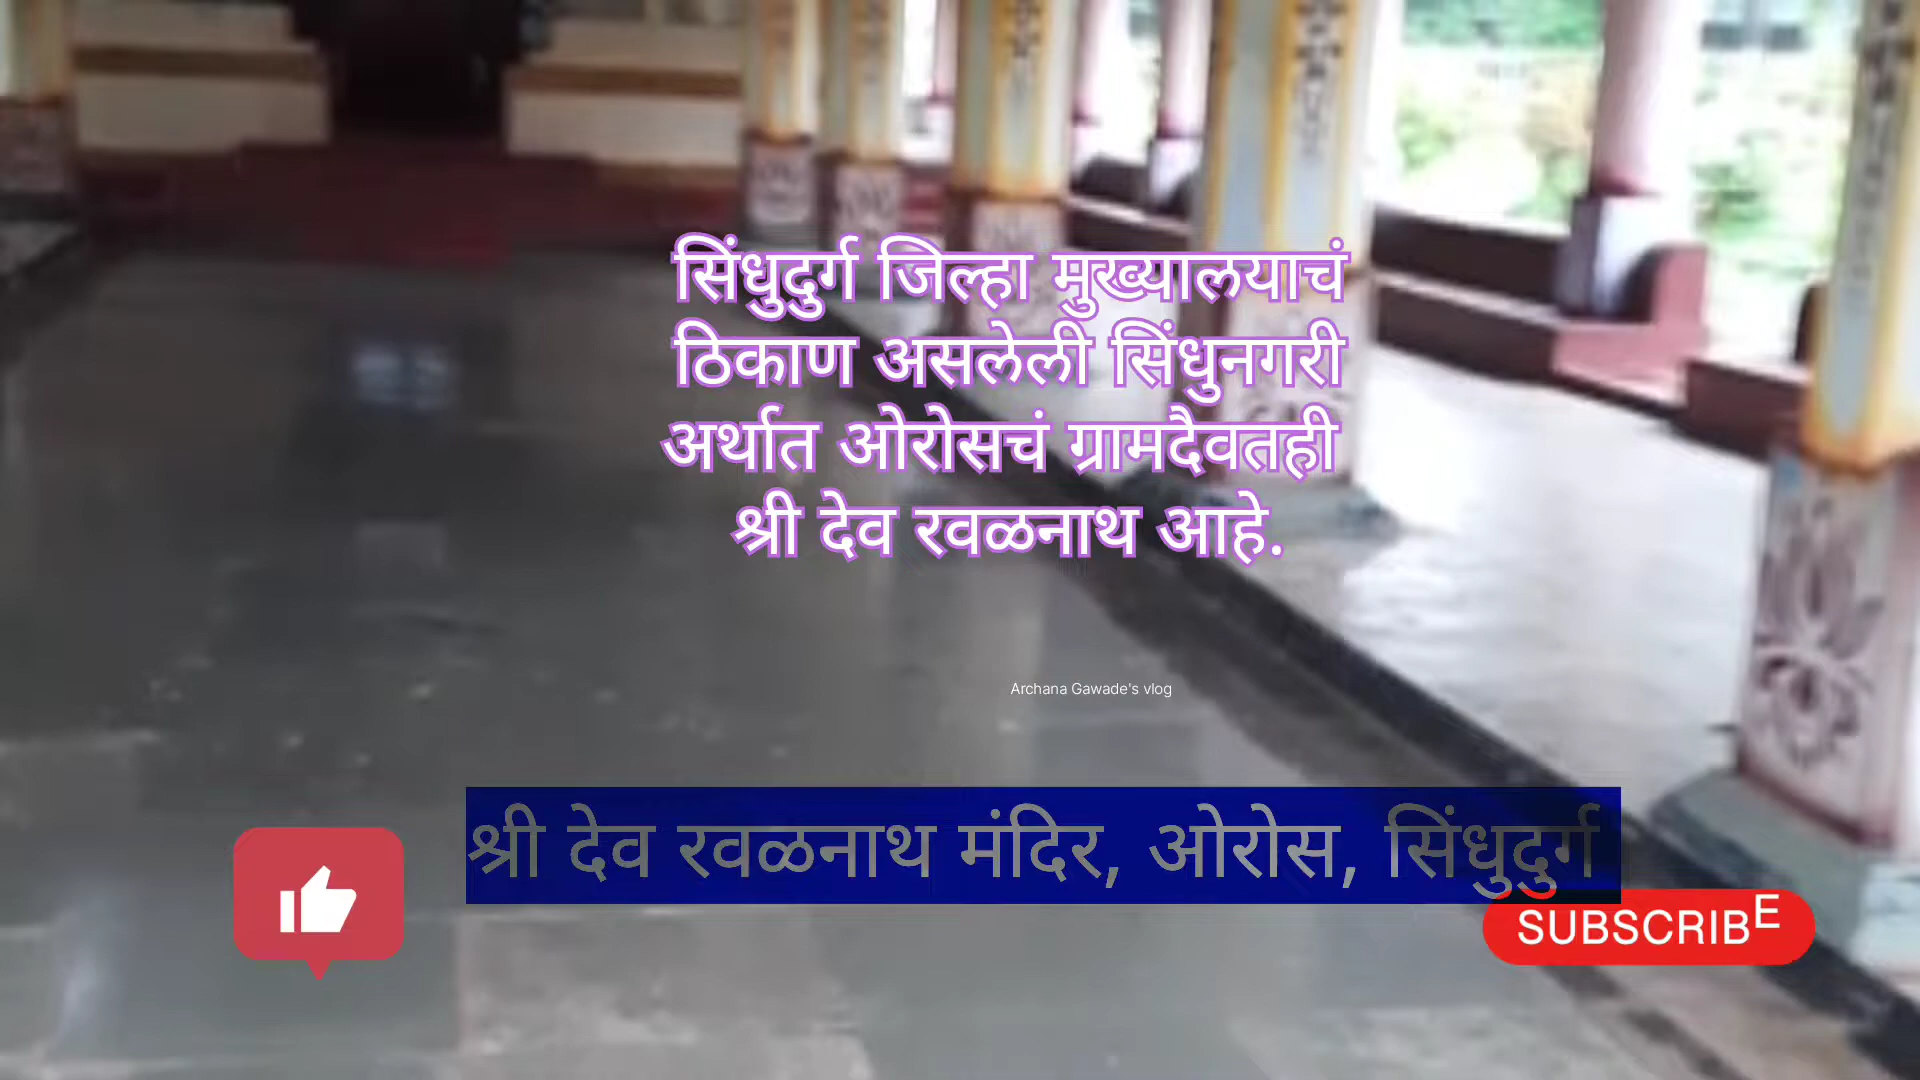 सिंधुदुर्ग जिल्हा मुख्यालयाचं
ठिकाण असलेली सिंधुनगरी
अर्थात ओरोसचं ग्रामदैवतही
श्री देव रवळनाथ आहे.
Archana Gawade's vlog
श्री देव रवळनाथ मंदिर, ओरोस, सिंधुदुर्ग
SUBSCRIBE